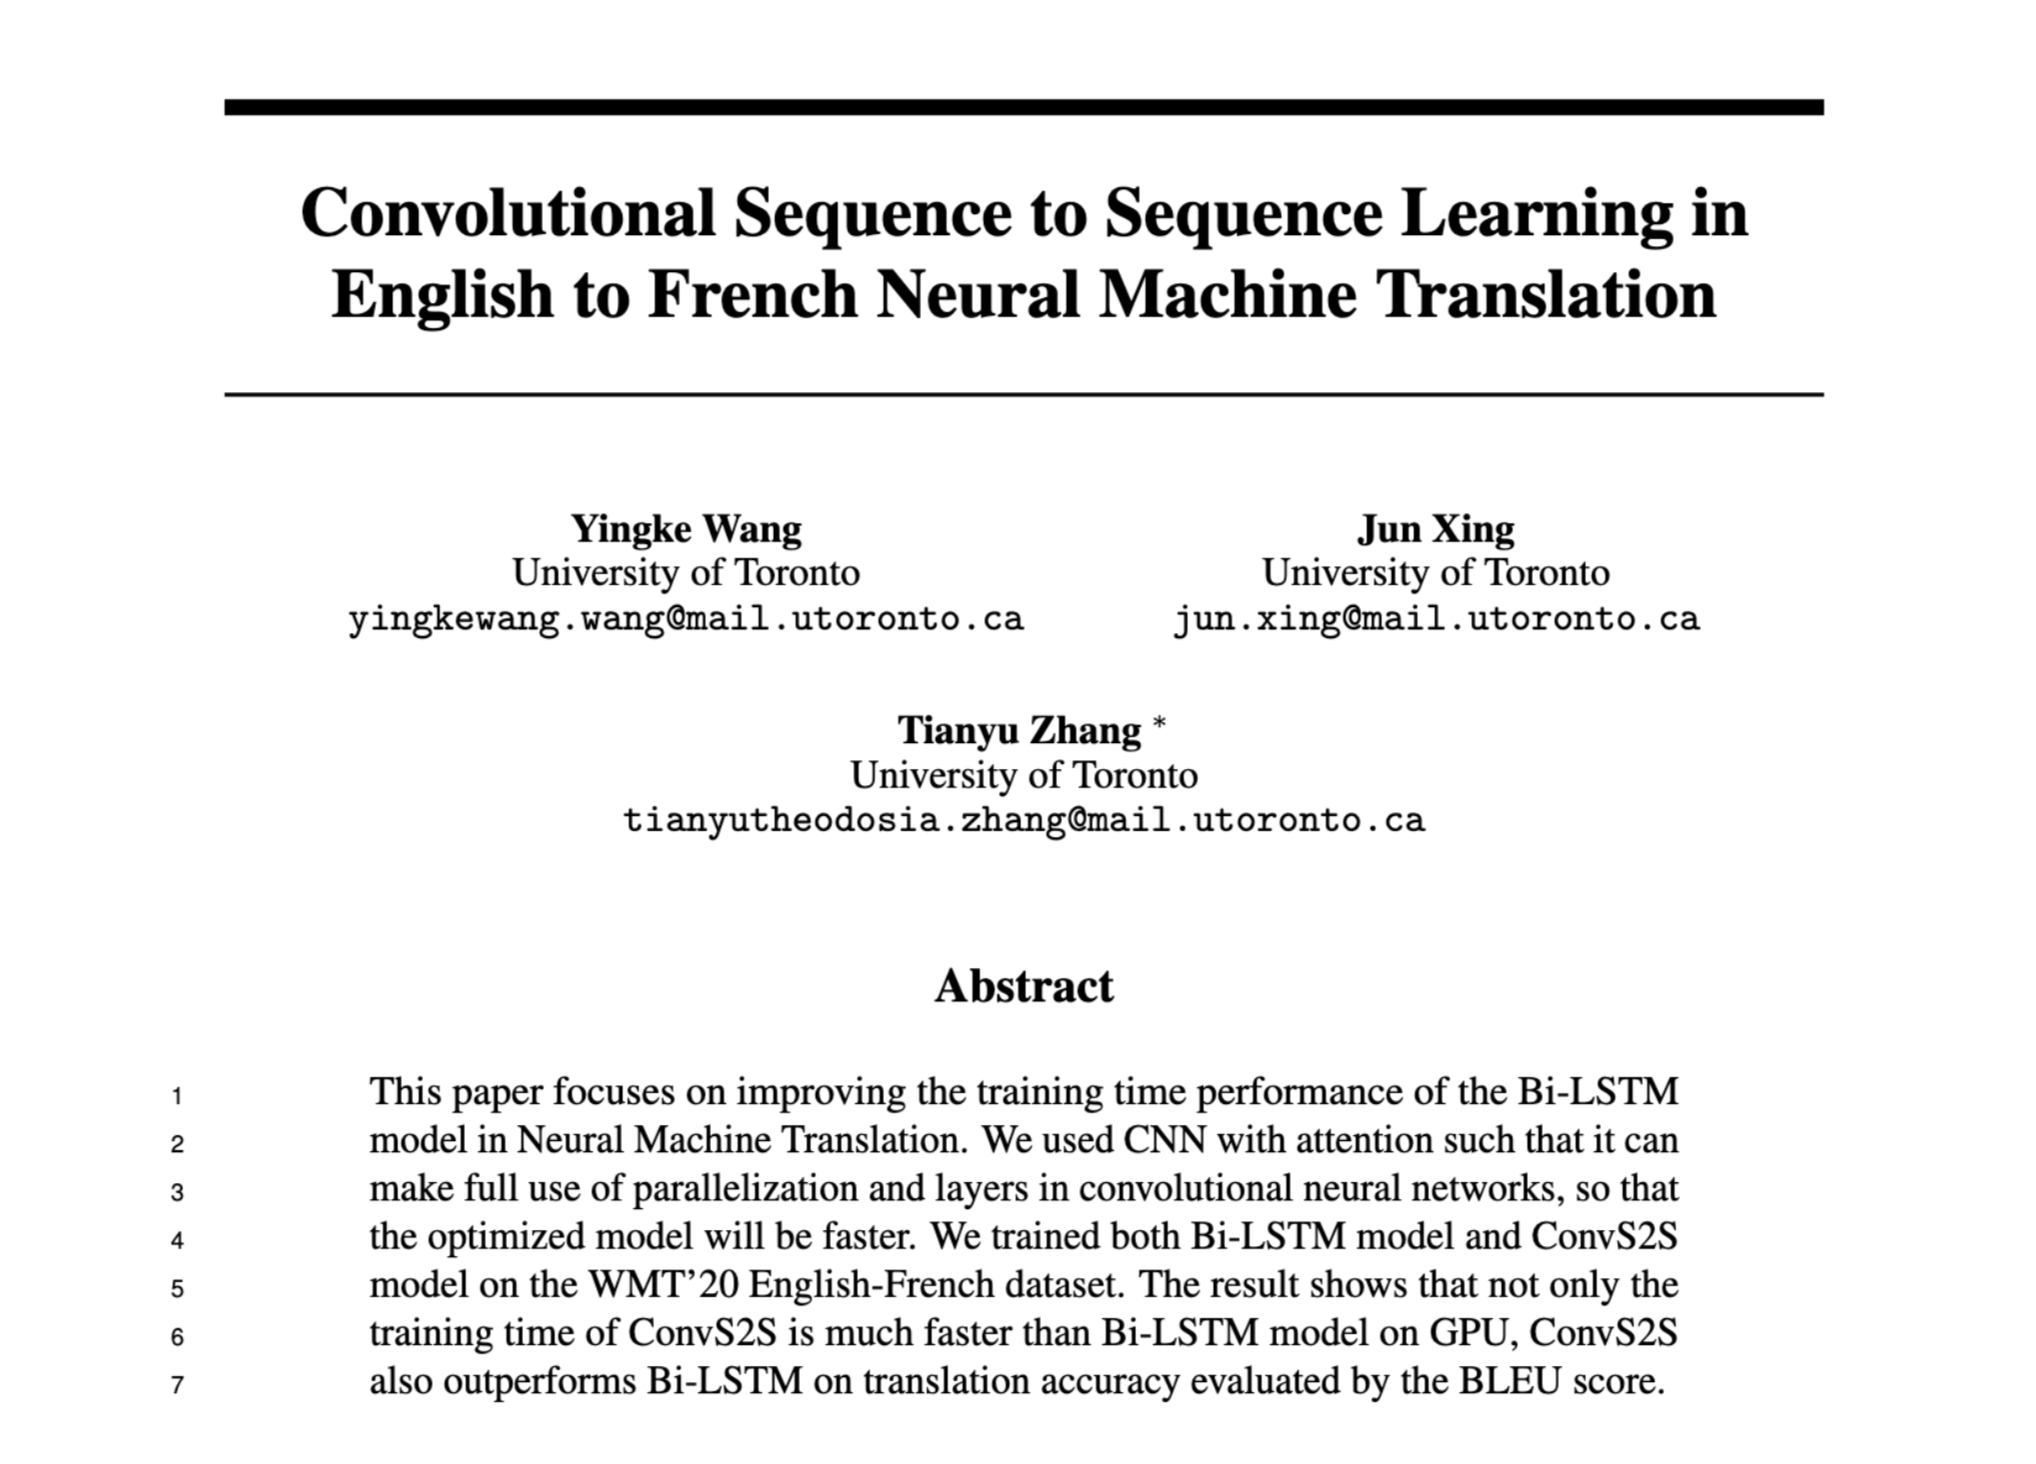 Convolutional Sequence to Sequence Learning in
English to French Neural Machine Translation
Yingke Wang
University of Toronto
yingkewang.wang@mail.utoronto.ca
Jun Xing
University of Toronto
jun.xing@mail.utoronto.ca
Tianyu Zhang *
University of Toronto
tianyutheodosia.zhang@mail.utoronto.ca
Abstract
1 This paper focuses on improving the training time performance of the Bi-LSTM
2 model in Neural Machine Translation. We used CNN with attention such that it can
3 make full use of parallelization and layers in convolutional neural networks, so that
4 the optimized model will be faster. We trained both Bi-LSTM model and ConvS2S
5 model on the WMT’20 English-French dataset. The result shows that not only the
6 training time of ConvS2S is much faster than Bi-LSTM model on GPU, ConvS2S
7 also outperforms Bi-LSTM on translation accuracy evaluated by the BLEU score.